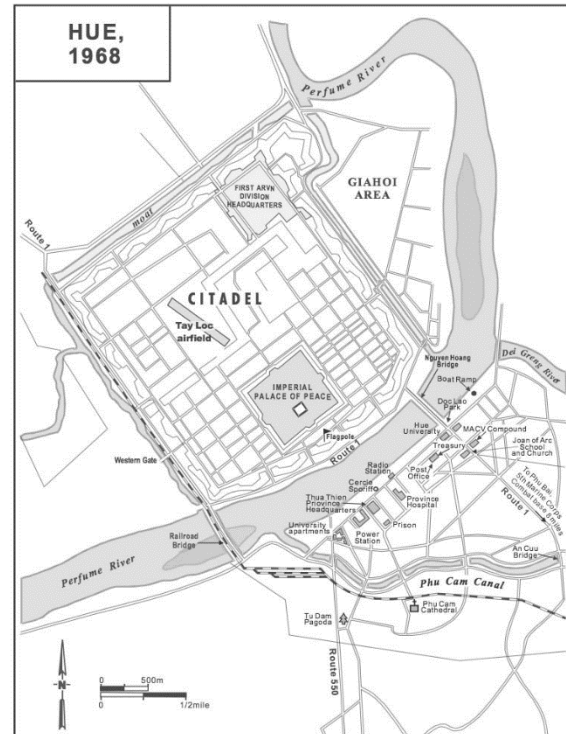 HUE,
1968
Perfume River
GIAHOI
AREA
FIRST ARVN
DIVISION
HEADQUARTERS
moat
Route 1
CITADEL
Tay Loc
airfield
IMPERIAL
PALACE OF PEACE
Flagpole
Route 1
Western Gate
Nguyen Hoang
Bridge
Boat Ramp
Dei Greng River
Doc Lao
Park
Hue
University
MACV Compound
Treasury
Joan of Arc
School
and Church
Post
Office
Radio
Station
Cercle
Sportif
Province
Hospital
Thua Thien
Province
Headquarters
Prison
University
apartments
Power
Station
To Phu Bai,
5th Marine Corps
Combat base 8 miles
Route 1
An Cuu
Bridge
Railroad
Bridge
Perfume River
Phu Cam Canal
Phu Cam
Cathedral
Tu Dam
Pagoda
Route 550
N
0 500m
0 1/2mile